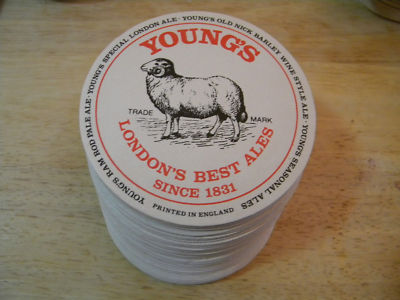 YOUNG'S
TRADE MARK
LONDON'S BEST ALES
SINCE 1831
YOUNG'S RAM ROD PALE ALE · YOUNG'S SPECIAL LONDON ALE · YOUNG'S OLD NICK BARLEY WINE STYLE ALE · YOUNG'S SEASONAL ALES
PRINTED IN ENGLAND